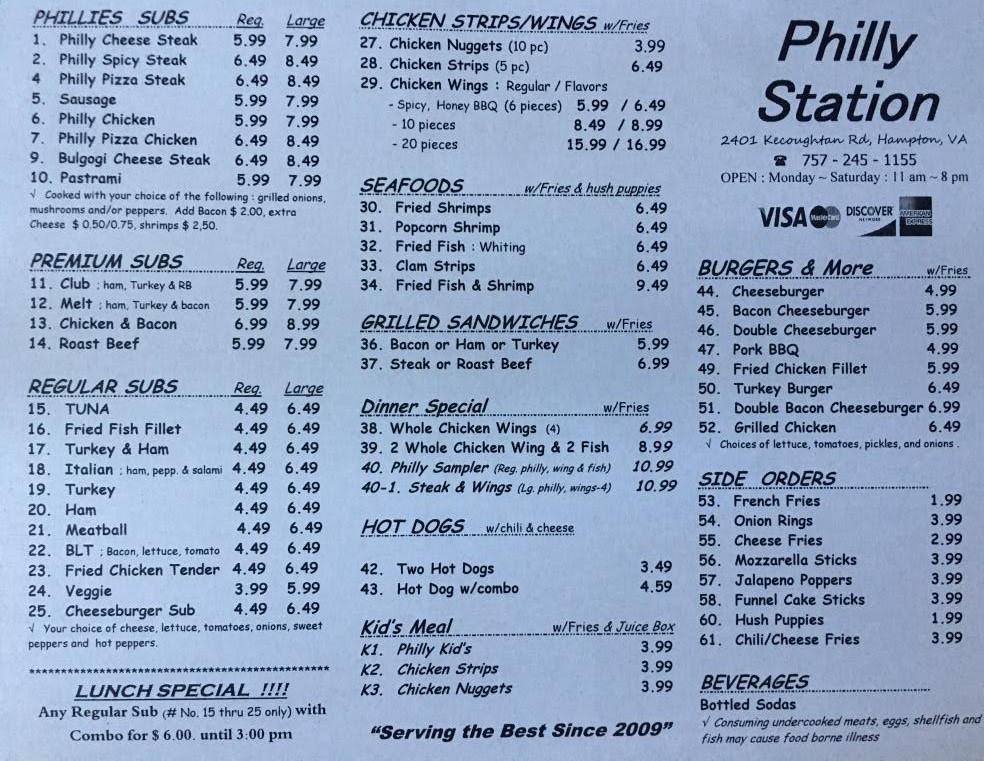 PHILLIES SUBS Reg. Large
1. Philly Cheese Steak 5.99 7.99
2. Philly Spicy Steak 6.49 8.49
4 Philly Pizza Steak 6.49 8.49
5. Sausage 5.99 7.99
6. Philly Chicken 5.99 7.99
7. Philly Pizza Chicken 6.49 8.49
9. Bulgogi Cheese Steak 6.49 8.49
10. Pastrami 5.99 7.99
√ Cooked with your choice of the following : grilled onions,
mushrooms and/or peppers. Add Bacon $ 2.00, extra
Cheese $ 0.50/0.75, shrimps $ 2,50.
PREMIUM SUBS Reg. Large
11. Club ; ham, Turkey & RB 5.99 7.99
12. Melt ; ham, Turkey & bacon 5.99 7.99
13. Chicken & Bacon 6.99 8.99
14. Roast Beef 5.99 7.99
REGULAR SUBS Reg. Large
15. TUNA 4.49 6.49
16. Fried Fish Fillet 4.49 6.49
17. Turkey & Ham 4.49 6.49
18. Italian ; ham, pepp. & salami 4.49 6.49
19. Turkey 4.49 6.49
20. Ham 4.49 6.49
21. Meatball 4.49 6.49
22. BLT ; Bacon, lettuce, tomato 4.49 6.49
23. Fried Chicken Tender 4.49 6.49
24. Veggie 3.99 5.99
25. Cheeseburger Sub 4.49 6.49
√ Your choice of cheese, lettuce, tomatoes, onions, sweet
peppers and hot peppers.
**********************************************
LUNCH SPECIAL !!!!
Any Regular Sub (# No. 15 thru 25 only) with
Combo for $ 6.00. until 3:00 pm
CHICKEN STRIPS/WINGS w/Fries
27. Chicken Nuggets (10 pc) 3.99
28. Chicken Strips (5 pc) 6.49
29. Chicken Wings : Regular / Flavors
- Spicy, Honey BBQ (6 pieces) 5.99 / 6.49
- 10 pieces 8.49 / 8.99
- 20 pieces 15.99 / 16.99
SEAFOODS w/Fries & hush puppies
30. Fried Shrimps 6.49
31. Popcorn Shrimp 6.49
32. Fried Fish : Whiting 6.49
33. Clam Strips 6.49
34. Fried Fish & Shrimp 9.49
GRILLED SANDWICHES w/Fries
36. Bacon or Ham or Turkey 5.99
37. Steak or Roast Beef 6.99
Dinner Special w/Fries
38. Whole Chicken Wings (4) 6.99
39. 2 Whole Chicken Wing & 2 Fish 8.99
40. Philly Sampler (Reg. philly, wing & fish) 10.99
40-1. Steak & Wings (Lg. philly, wings-4) 10.99
HOT DOGS w/chili & cheese
42. Two Hot Dogs 3.49
43. Hot Dog w/combo 4.59
Kid's Meal w/Fries & Juice Box
K1. Philly Kid's 3.99
K2. Chicken Strips 3.99
K3. Chicken Nuggets 3.99
"Serving the Best Since 2009"
Philly
Station
2401 Kecoughtan Rd, Hampton, VA
☎ 757 - 245 - 1155
OPEN : Monday ~ Saturday : 11 am ~ 8 pm
VISA MasterCard DISCOVER NETWORK AMERICAN EXPRESS
BURGERS & More w/Fries
44. Cheeseburger 4.99
45. Bacon Cheeseburger 5.99
46. Double Cheeseburger 5.99
47. Pork BBQ 4.99
49. Fried Chicken Fillet 5.99
50. Turkey Burger 6.49
51. Double Bacon Cheeseburger 6.99
52. Grilled Chicken 6.49
√ Choices of lettuce, tomatoes, pickles, and onions .
SIDE ORDERS
53. French Fries 1.99
54. Onion Rings 3.99
55. Cheese Fries 2.99
56. Mozzarella Sticks 3.99
57. Jalapeno Poppers 3.99
58. Funnel Cake Sticks 3.99
60. Hush Puppies 1.99
61. Chili/Cheese Fries 3.99
BEVERAGES
Bottled Sodas
√ Consuming undercooked meats, eggs, shellfish and
fish may cause food borne illness